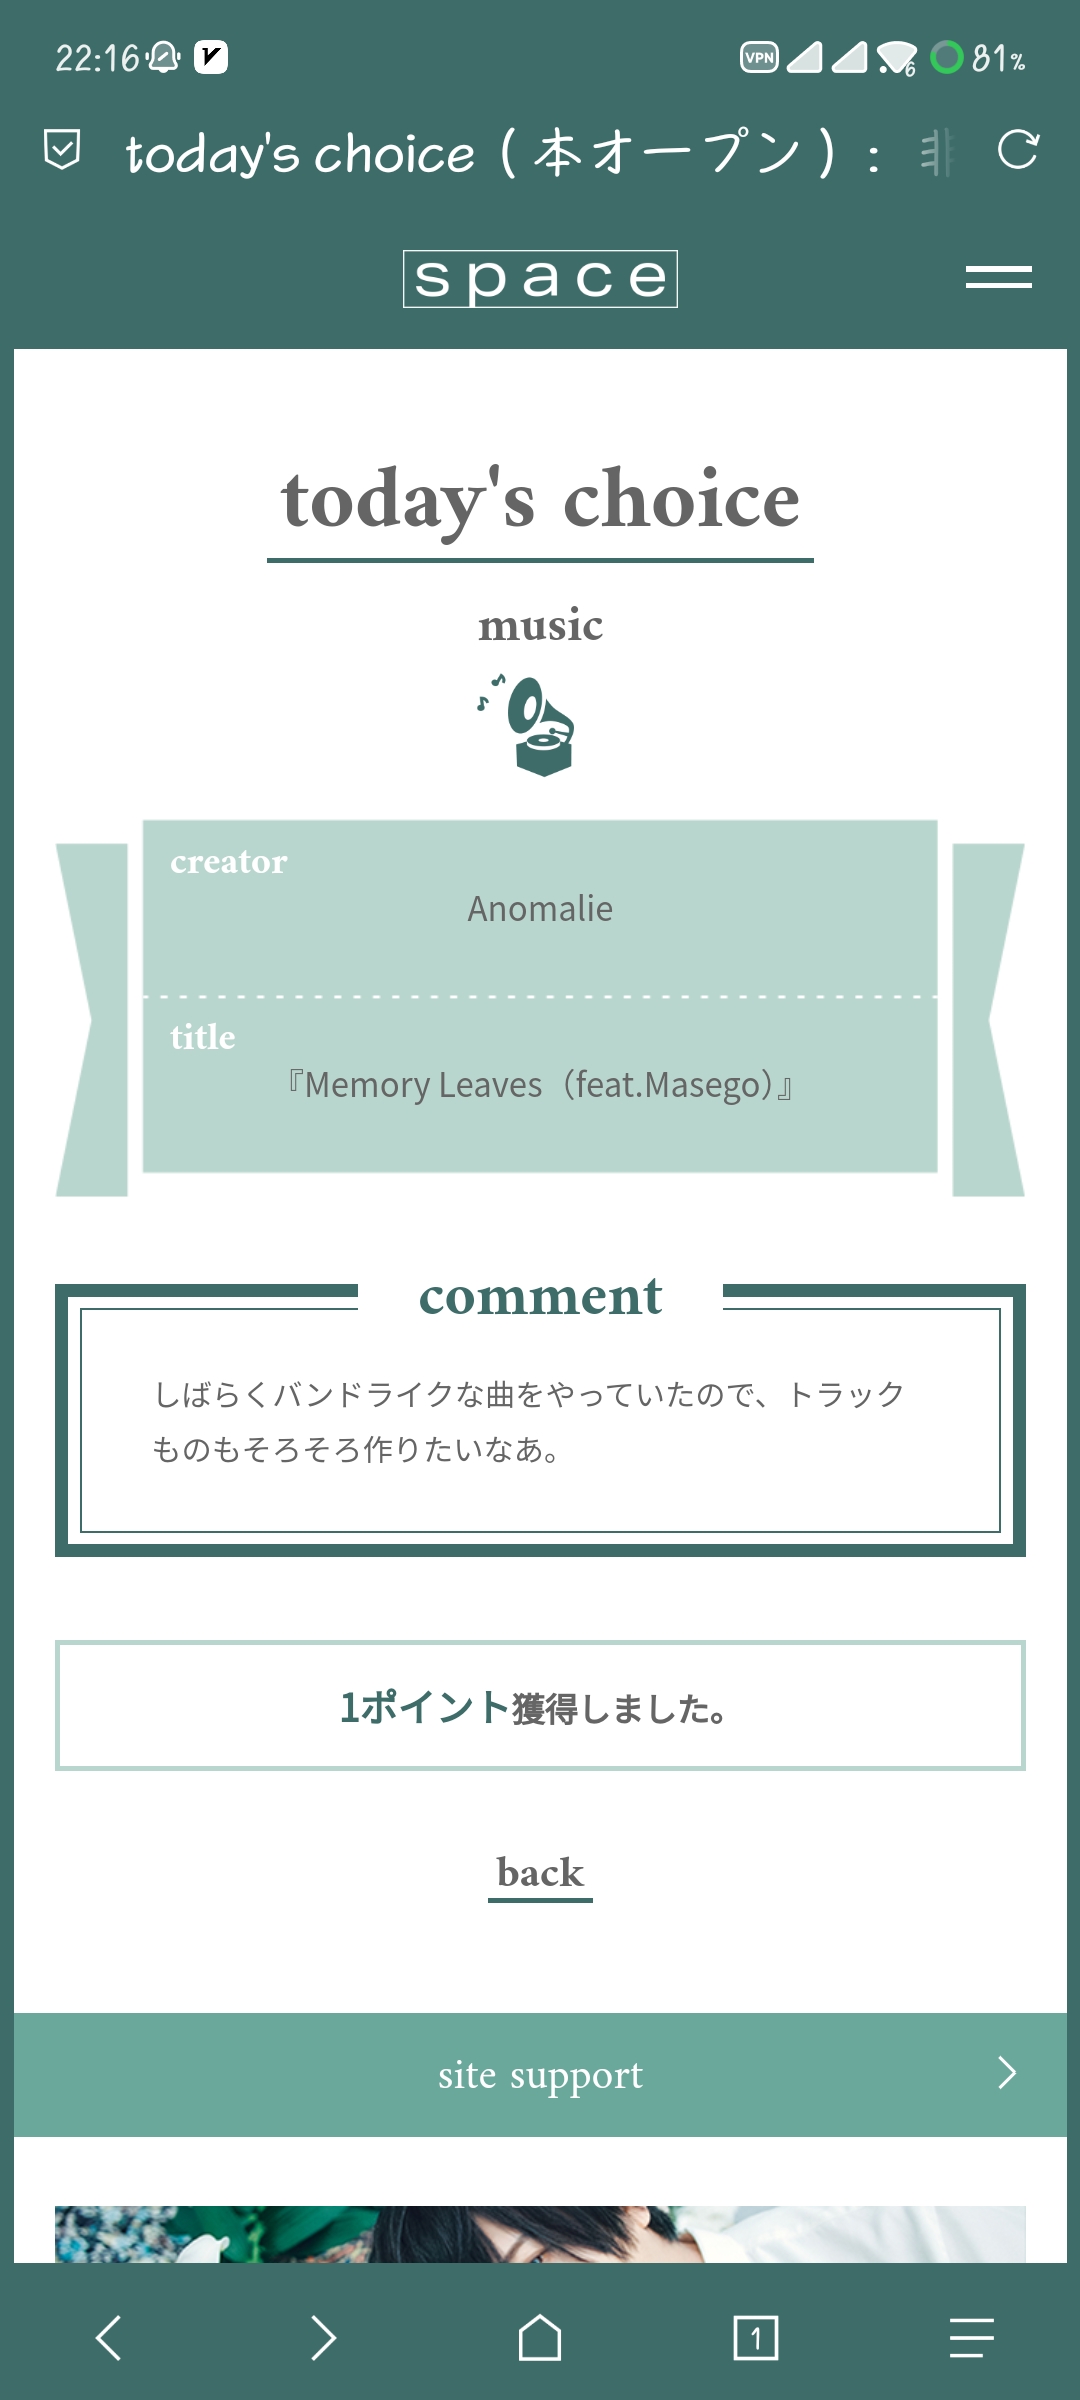 22:16
VPN
6
81%
today's choice（本オープン）：
space
today's choice
music
creator
Anomalie
title
『Memory Leaves（feat.Masego）』
comment
しばらくバンドライクな曲をやっていたので、トラック
ものもそろそろ作りたいなあ。
1ポイント獲得しました。
back
site support
1